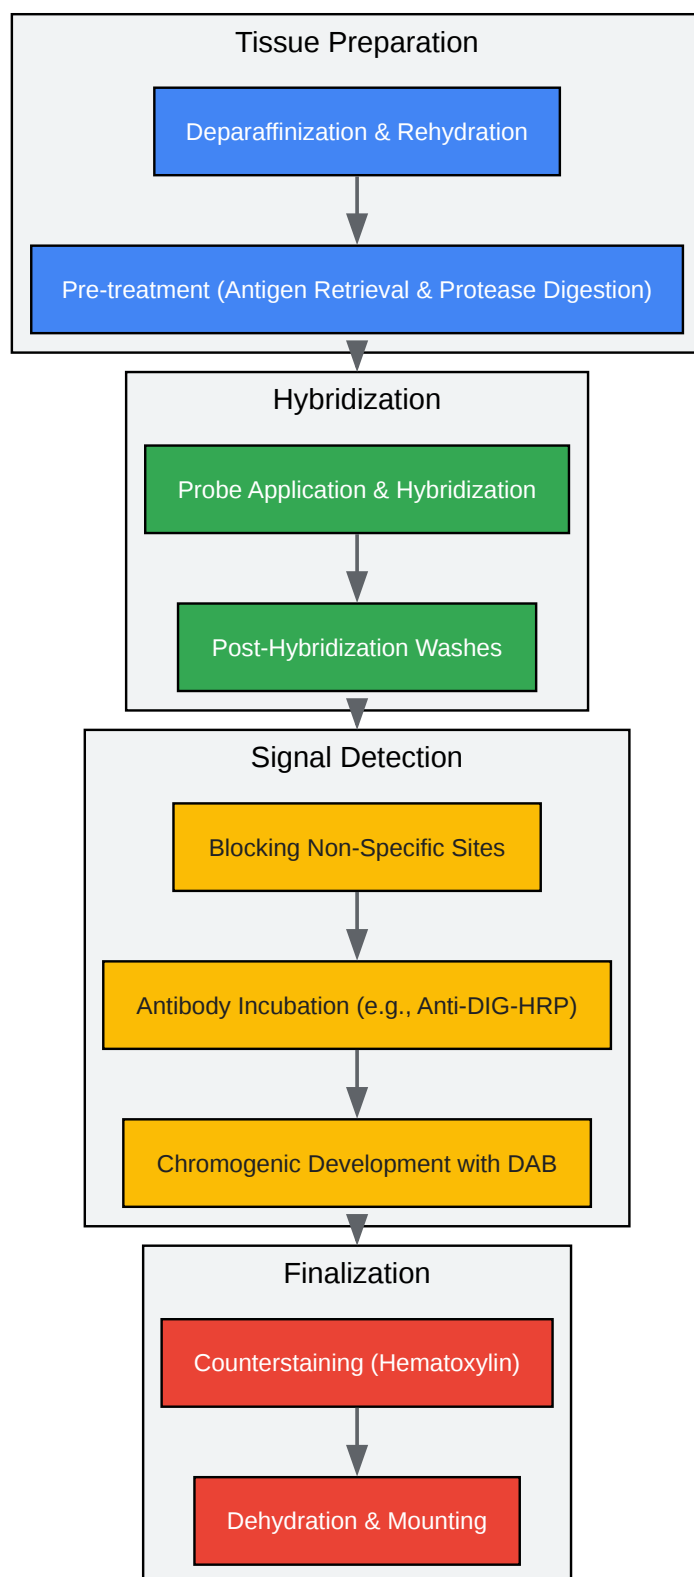 Tissue Preparation
Deparaffinization & Rehydration
Pre-treatment (Antigen Retrieval & Protease Digestion)
Hybridization
Probe Application & Hybridization
Post-Hybridization Washes
Signal Detection
Blocking Non-Specific Sites
Antibody Incubation (e.g., Anti-DIG-HRP)
Chromogenic Development with DAB
Finalization
Counterstaining (Hematoxylin)
Dehydration & Mounting